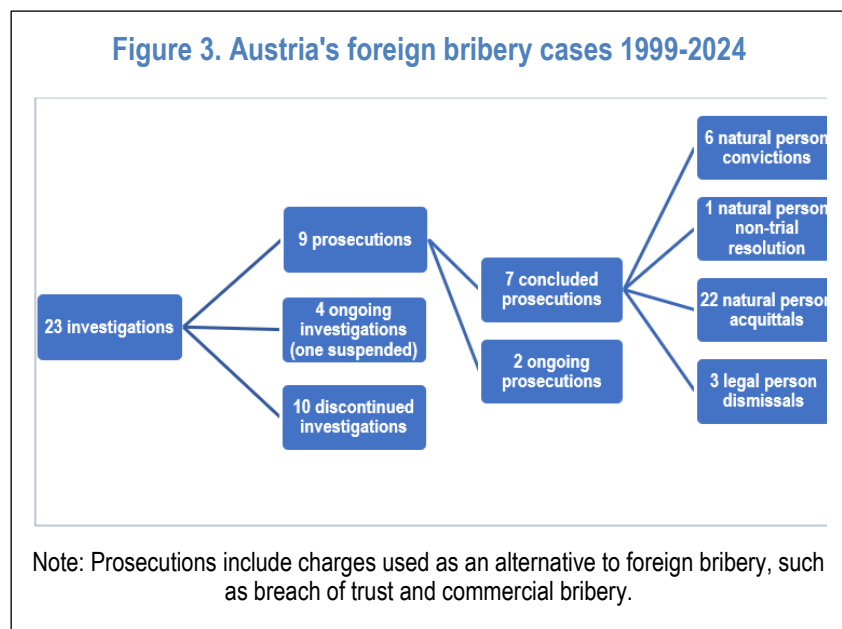 Figure 3. Austria's foreign bribery cases 1999-2024
6 natural person
convictions
1 natural person
non-trial
resolution
9 prosecutions
7 concluded
prosecutions
22 natural person
acquittals
23 investigations
4 ongoing
investigations
(one suspended)
2 ongoing
prosecutions
3 legal person
dismissals
10 discontinued
investigations
Note: Prosecutions include charges used as an alternative to foreign bribery, such
as breach of trust and commercial bribery.